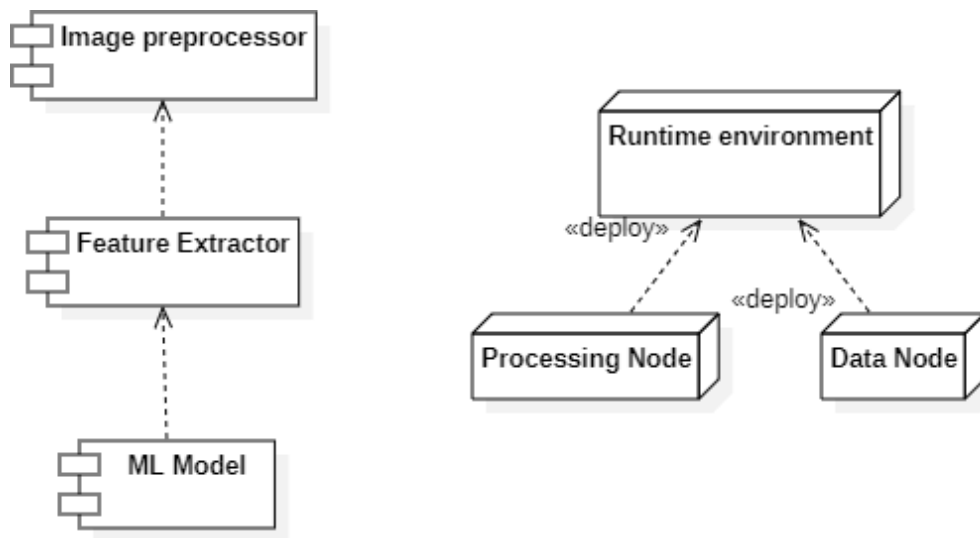 Image preprocessor
Feature Extractor
ML Model
Runtime environment
«deploy»
«deploy»
Processing Node
Data Node